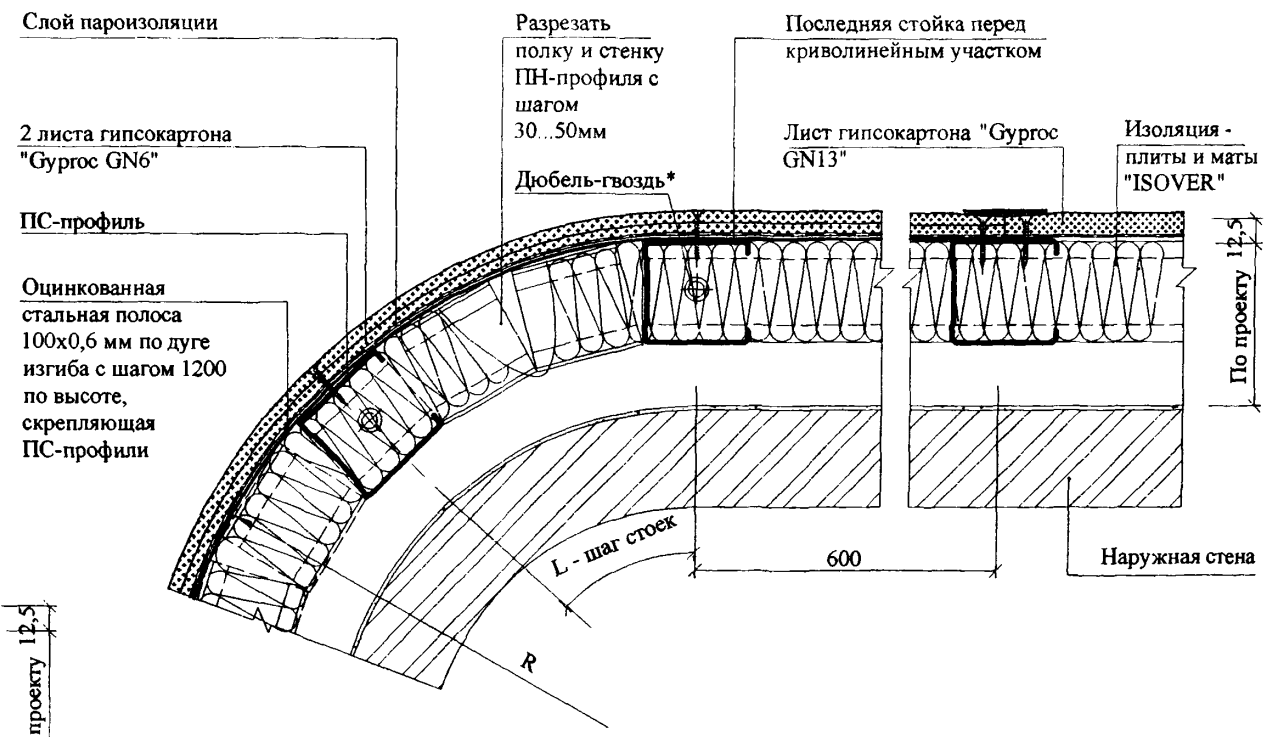 Слой пароизоляции
Разрезать
полку и стенку
ПН-профиля с
шагом
30...50мм
Последняя стойка перед
криволинейным участком
2 листа гипсокартона
"Gyproc GN6"
Лист гипсокартона "Gyproc
GN13"
Изоляция -
плиты и маты
"ISOVER"
Дюбель-гвоздь*
ПС-профиль
Оцинкованная
стальная полоса
100х0,6 мм по дуге
изгиба с шагом 1200
по высоте,
скрепляющая
ПС-профили
12,5
По проекту
L - шаг стоек
600
Наружная стена
R
12,5
проекту